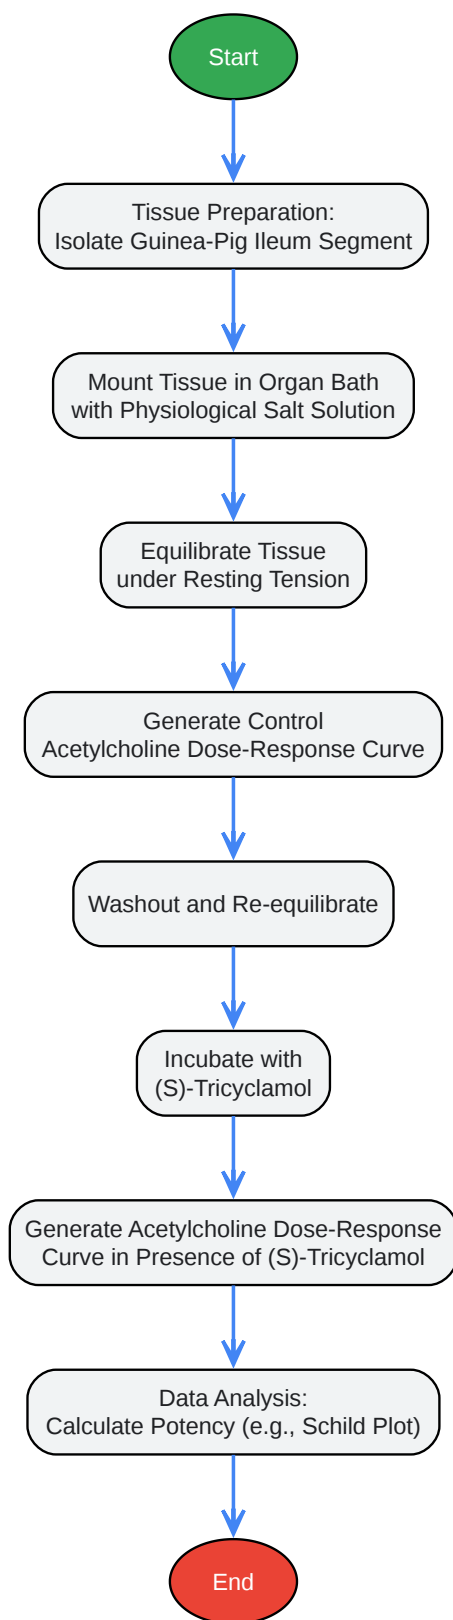 Start
Tissue Preparation:
Isolate Guinea-Pig Ileum Segment
Mount Tissue in Organ Bath
with Physiological Salt Solution
Equilibrate Tissue
under Resting Tension
Generate Control
Acetylcholine Dose-Response Curve
Washout and Re-equilibrate
Incubate with
(S)-Tricyclamol
Generate Acetylcholine Dose-Response
Curve in Presence of (S)-Tricyclamol
Data Analysis:
Calculate Potency (e.g., Schild Plot)
End